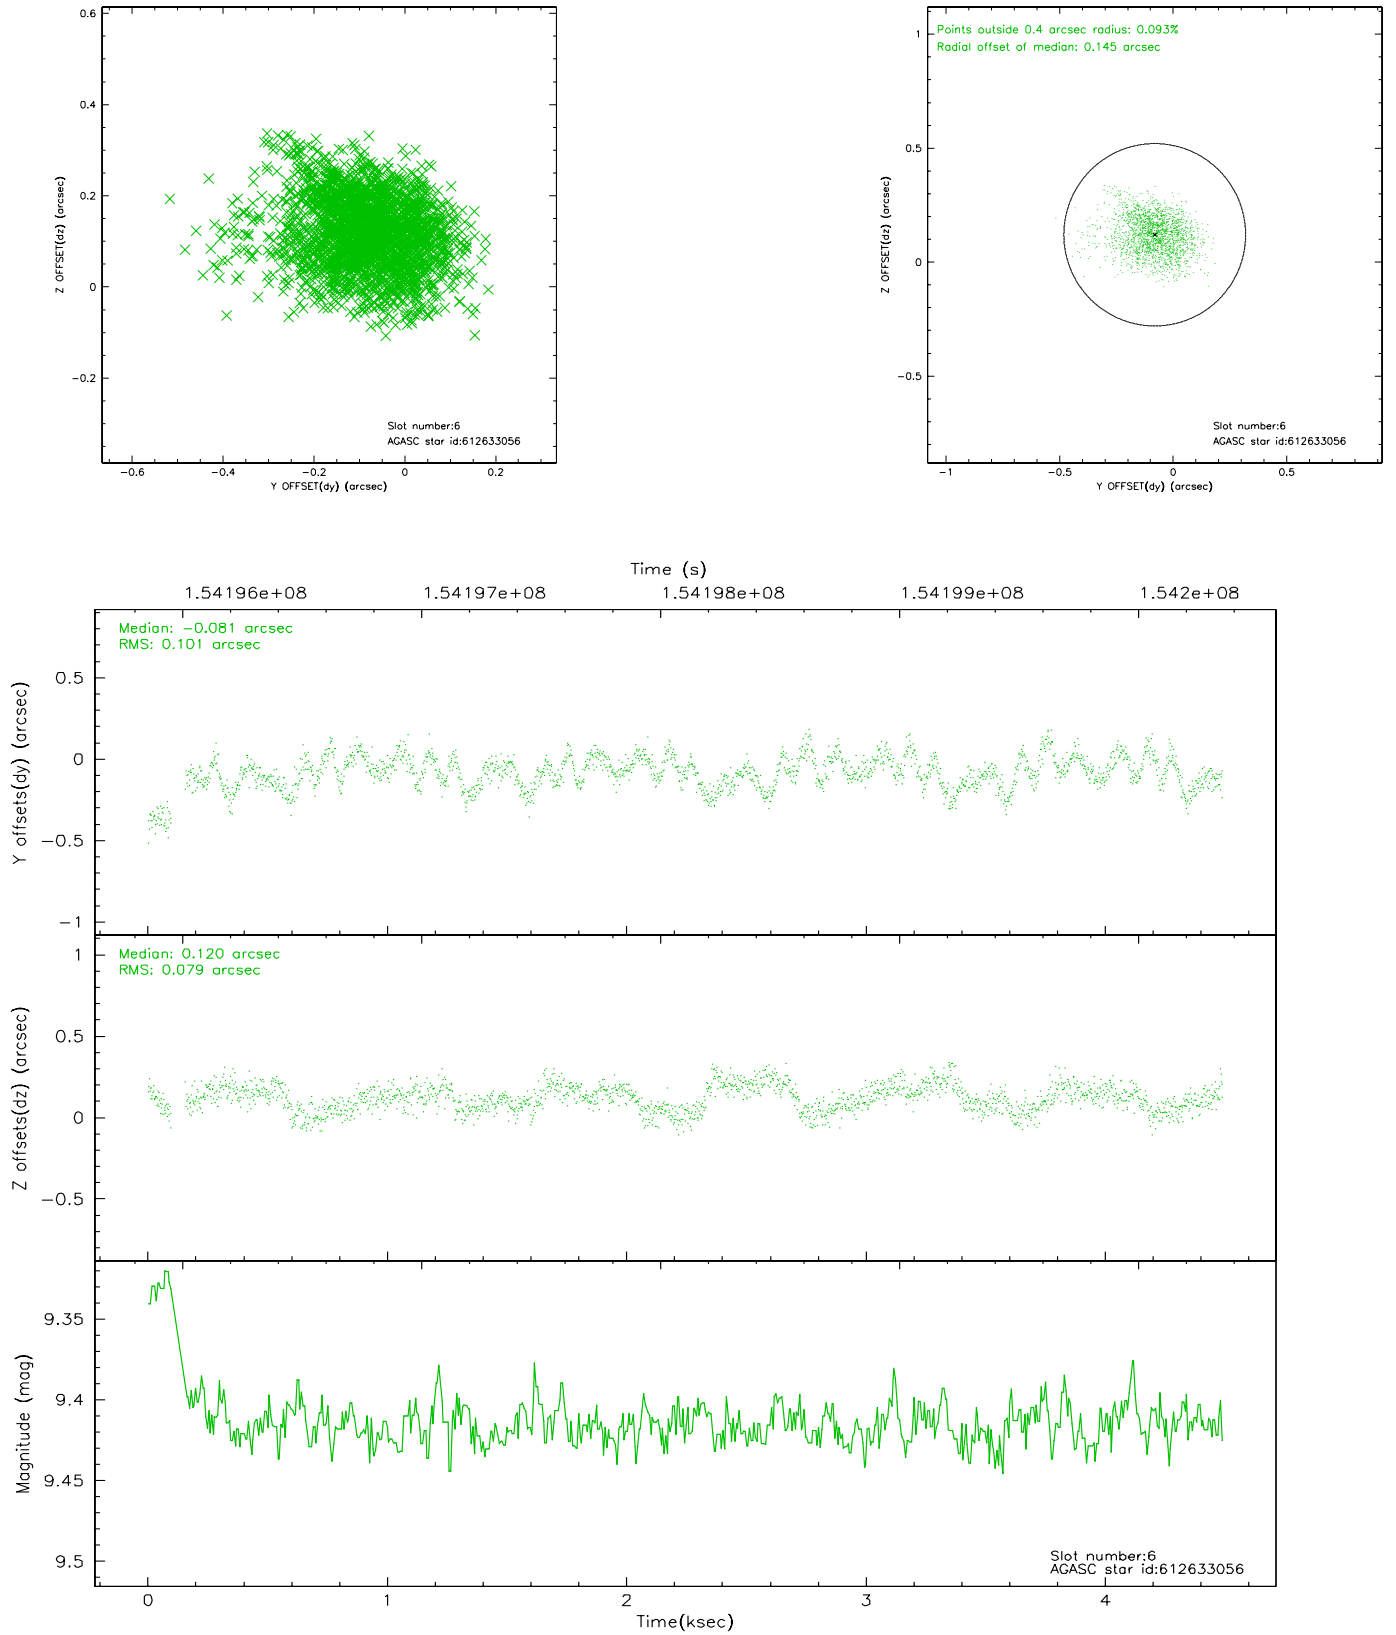 0.6
0.4
0.2
0
−0.2
Z OFFSET(dz) (arcsec)
Slot number:6
AGASC star id:612633056
−0.6 −0.4 −0.2 0 0.2
Y OFFSET(dy) (arcsec)
Points outside 0.4 arcsec radius: 0.093%
Radial offset of median: 0.145 arcsec
1
0.5
0
−0.5
Z OFFSET(dz) (arcsec)
Slot number:6
AGASC star id:612633056
−1 −0.5 0 0.5
Y OFFSET(dy) (arcsec)
Time (s)
1.54196e+08 1.54197e+08 1.54198e+08 1.54199e+08 1.542e+08
Median: −0.081 arcsec
RMS: 0.101 arcsec
0.5
0
−0.5
−1
Y offsets(dy) (arcsec)
Median: 0.120 arcsec
RMS: 0.079 arcsec
1
0.5
0
−0.5
Z offsets(dz) (arcsec)
9.35
9.4
9.45
9.5
Magnitude (mag)
Slot number:6
AGASC star id:612633056
0 1 2 3 4
Time(ksec)